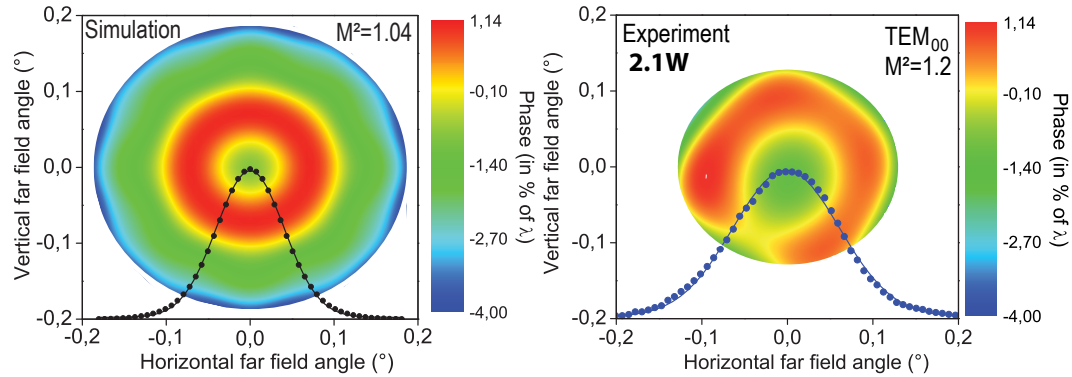 Simulation
M²=1.04
Vertical far field angle (°)
0,2
0,1
0,0
-0,1
-0,2
-0,2
-0,1
0,0
0,1
0,2
Horizontal far field angle (°)
1,14
-0,10
-1,40
-2,70
-4,00
Phase (in % of λ)
Experiment
2.1W
TEM₀₀
M²=1.2
Vertical far field angle (°)
0,2
0,1
0,0
-0,1
-0,2
-0,2
-0,1
0,0
0,1
0,2
Horizontal far field angle (°)
1,14
-0,10
-1,40
-2,70
-4,00
Phase (in % of λ)